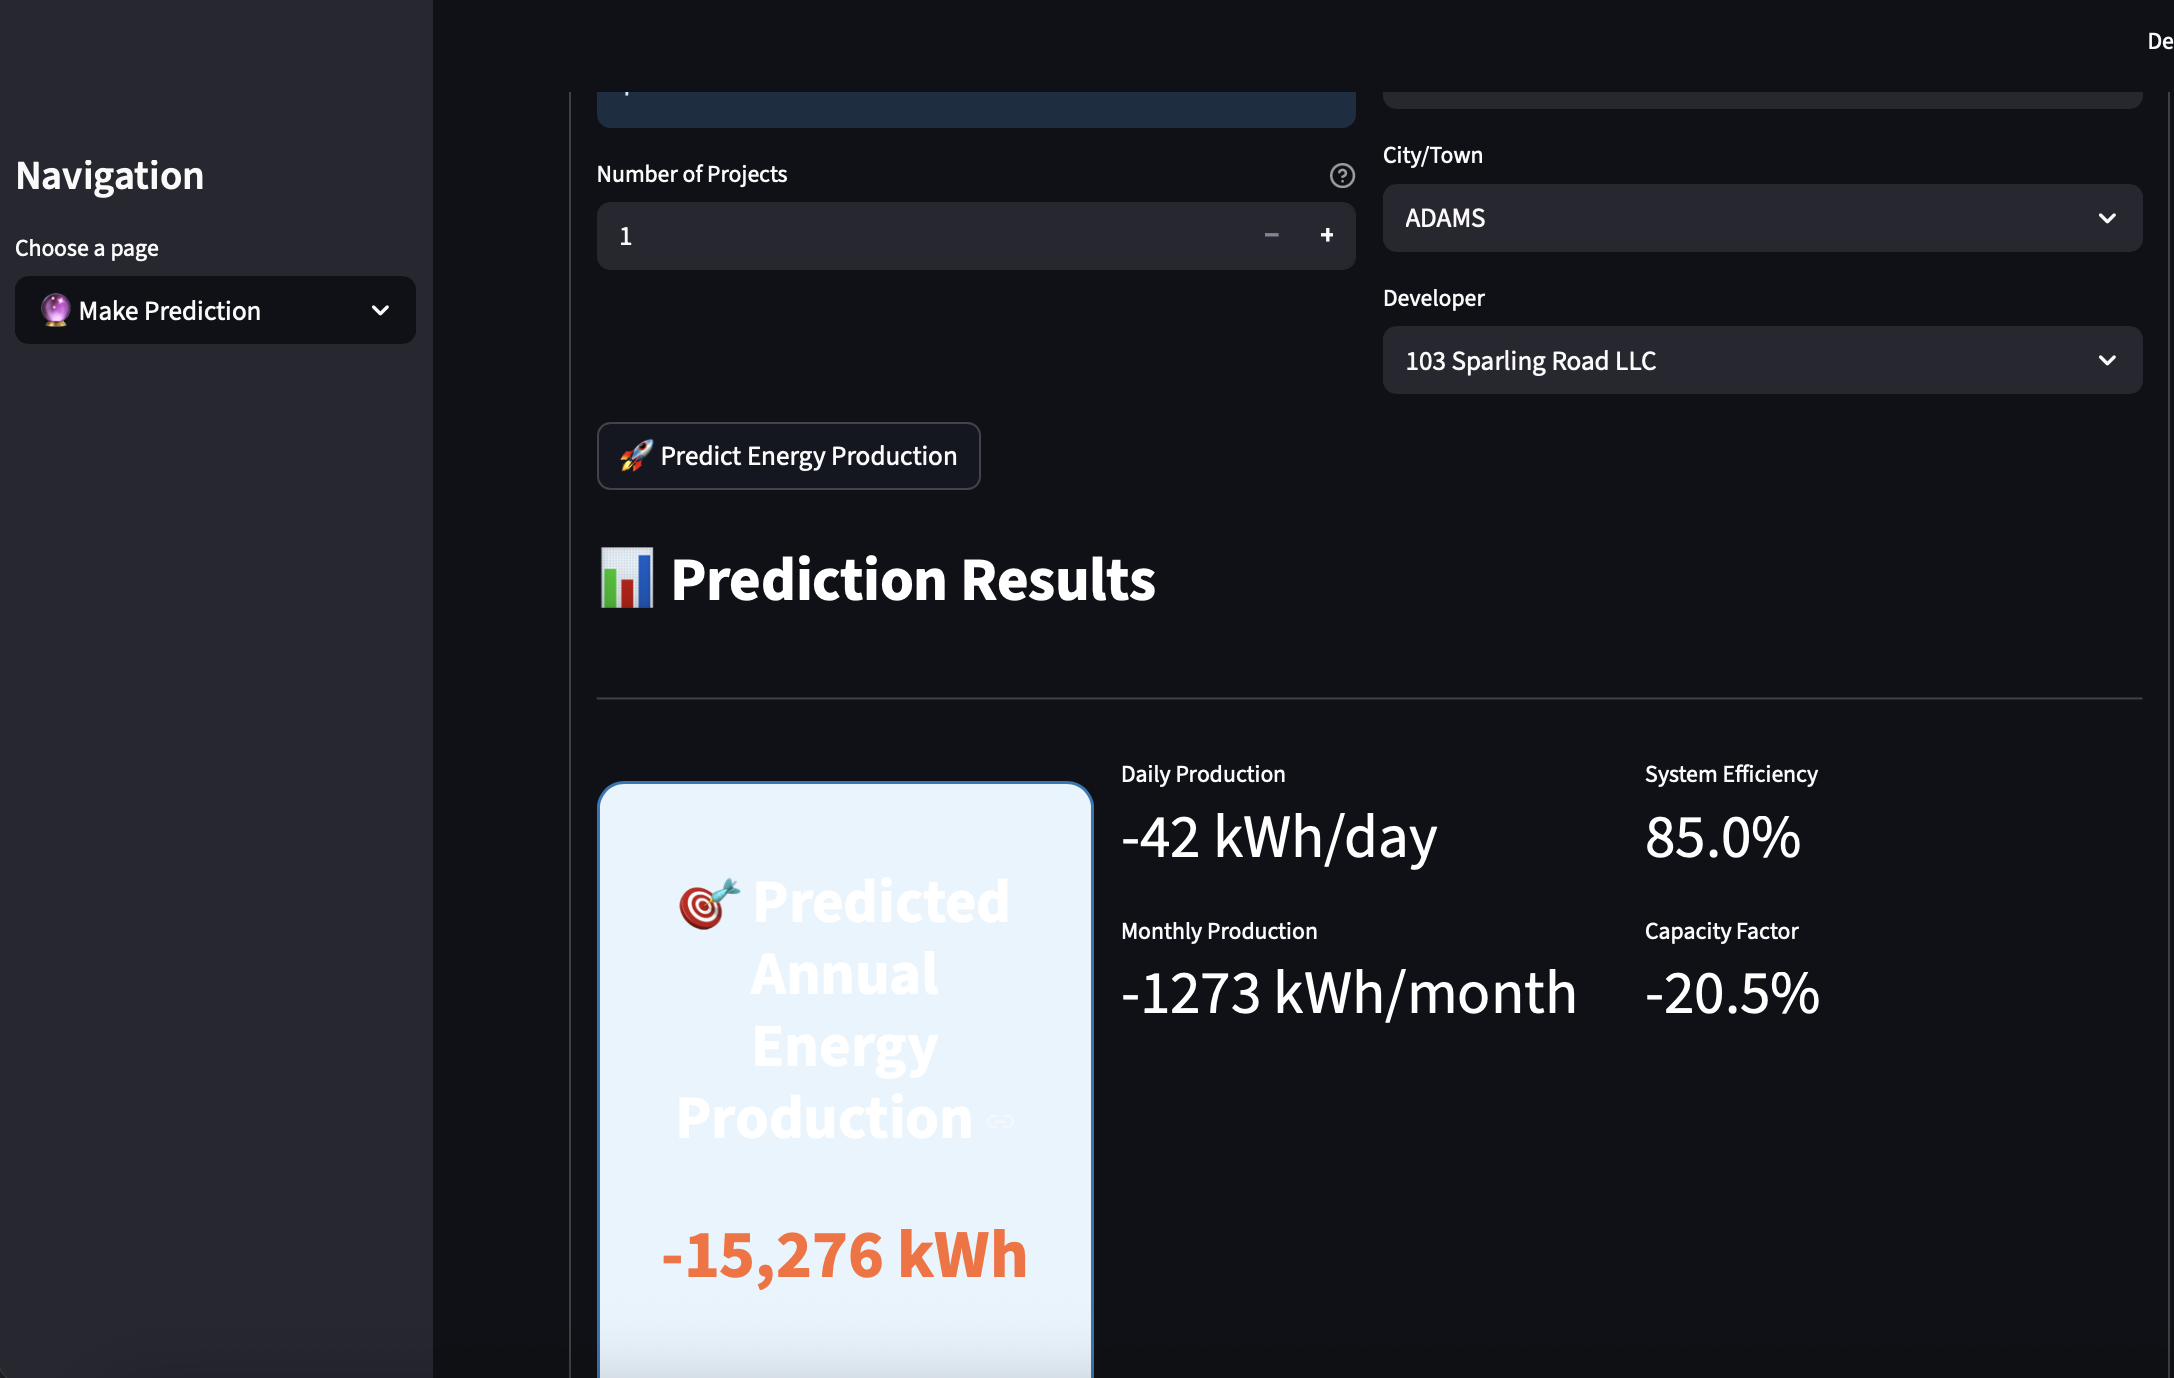 De
Navigation
Choose a page
Make Prediction
Number of Projects
1
City/Town
ADAMS
Developer
103 Sparling Road LLC
Predict Energy Production
Prediction Results
Predicted
Annual
Energy
Production
-15,276 kWh
Daily Production
-42 kWh/day
Monthly Production
-1273 kWh/month
System Efficiency
85.0%
Capacity Factor
-20.5%